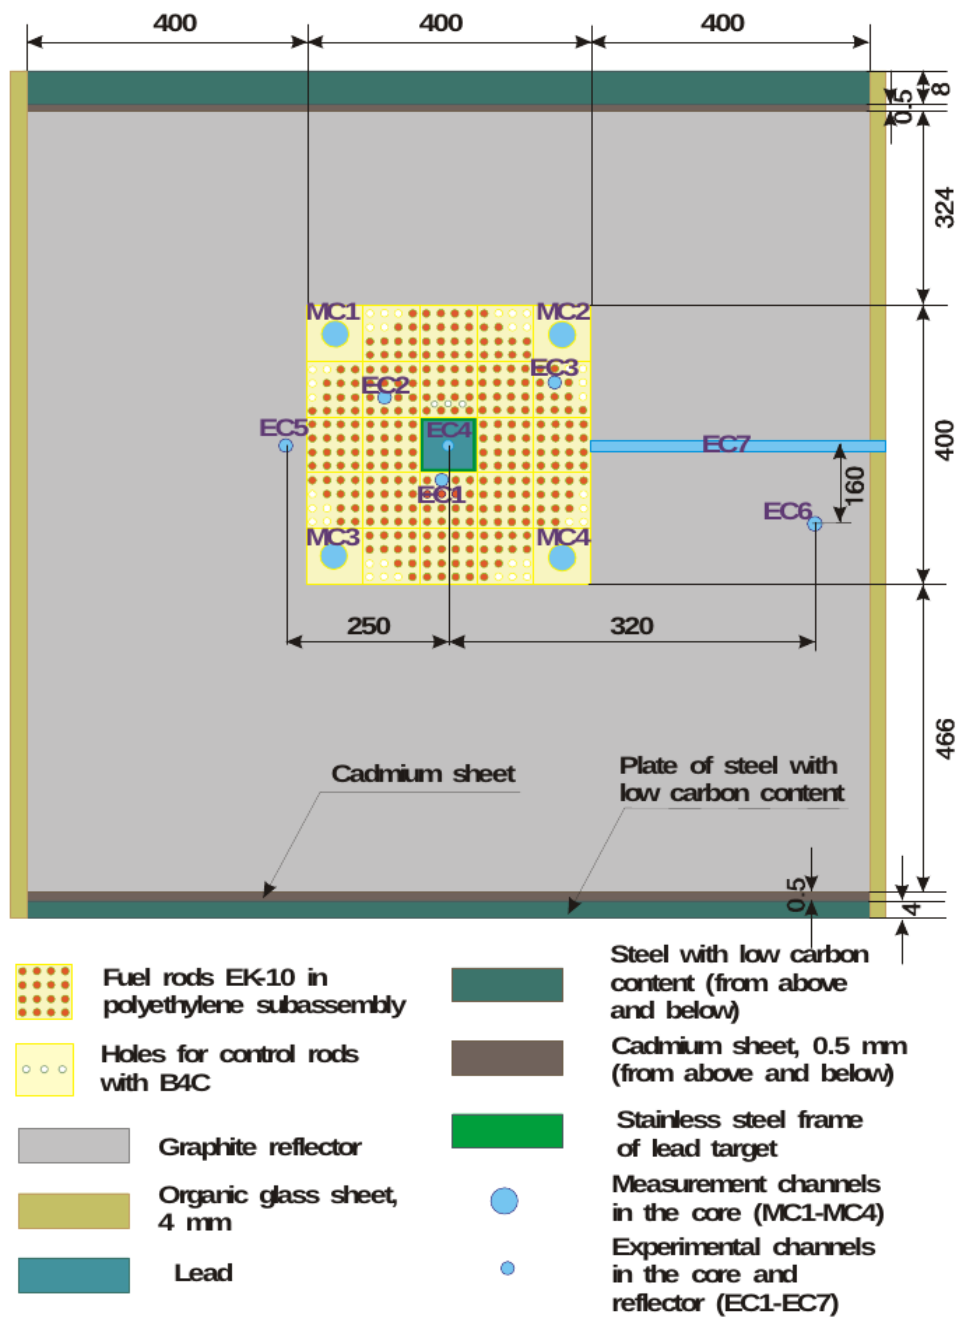 400 400 400
8
0.5
324
MC1 MC2
EC3
EC2
EC5 EC4 EC7
400
160
EC1
EC6
MC3 MC4
250 320
466
Cadmium sheet
Plate of steel with
low carbon content
0.5
4
Fuel rods EK-10 in
polyethylene subassembly
Holes for control rods
with B4C
Graphite reflector
Organic glass sheet,
4 mm
Lead
Steel with low carbon
content (from above
and below)
Cadmium sheet, 0.5 mm
(from above and below)
Stainless steel frame
of lead target
Measurement channels
in the core (MC1-MC4)
Experimental channels
in the core and
reflector (EC1-EC7)